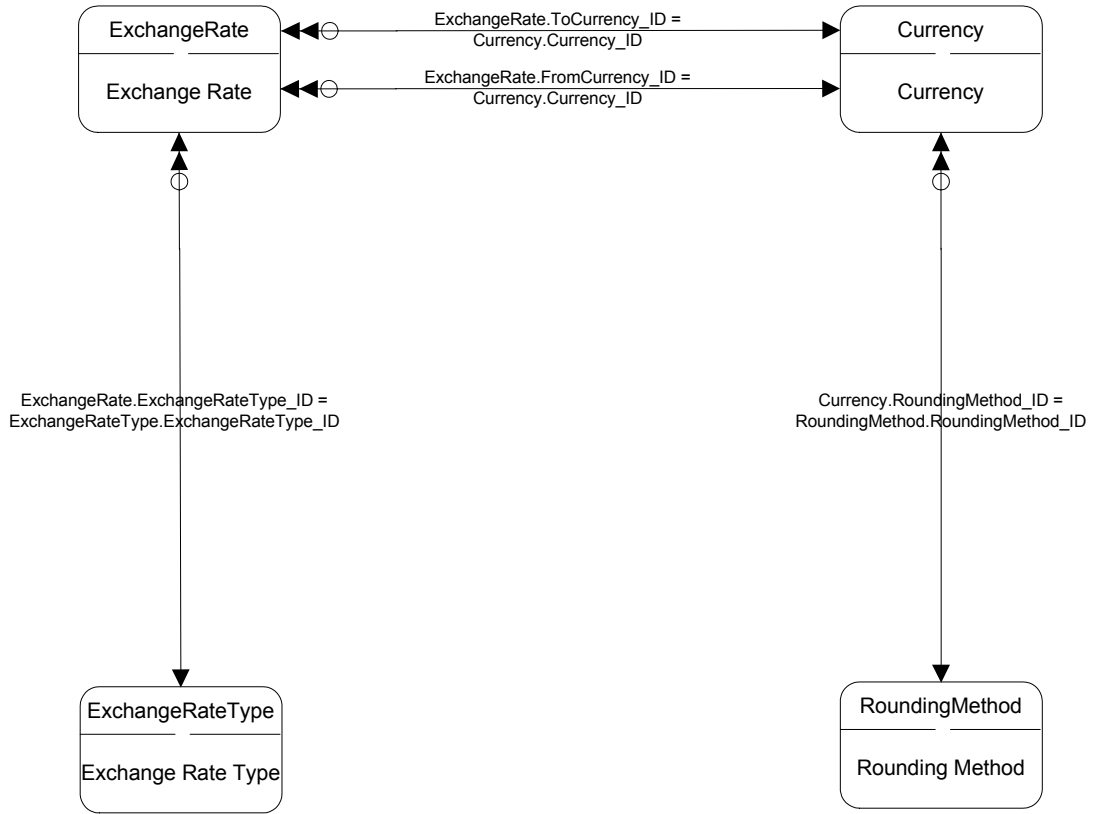 ExchangeRate
Exchange Rate
ExchangeRate.ToCurrency_ID =
Currency.Currency_ID
ExchangeRate.FromCurrency_ID =
Currency.Currency_ID
Currency
Currency
ExchangeRate.ExchangeRateType_ID =
ExchangeRateType.ExchangeRateType_ID
Currency.RoundingMethod_ID =
RoundingMethod.RoundingMethod_ID
ExchangeRateType
Exchange Rate Type
RoundingMethod
Rounding Method